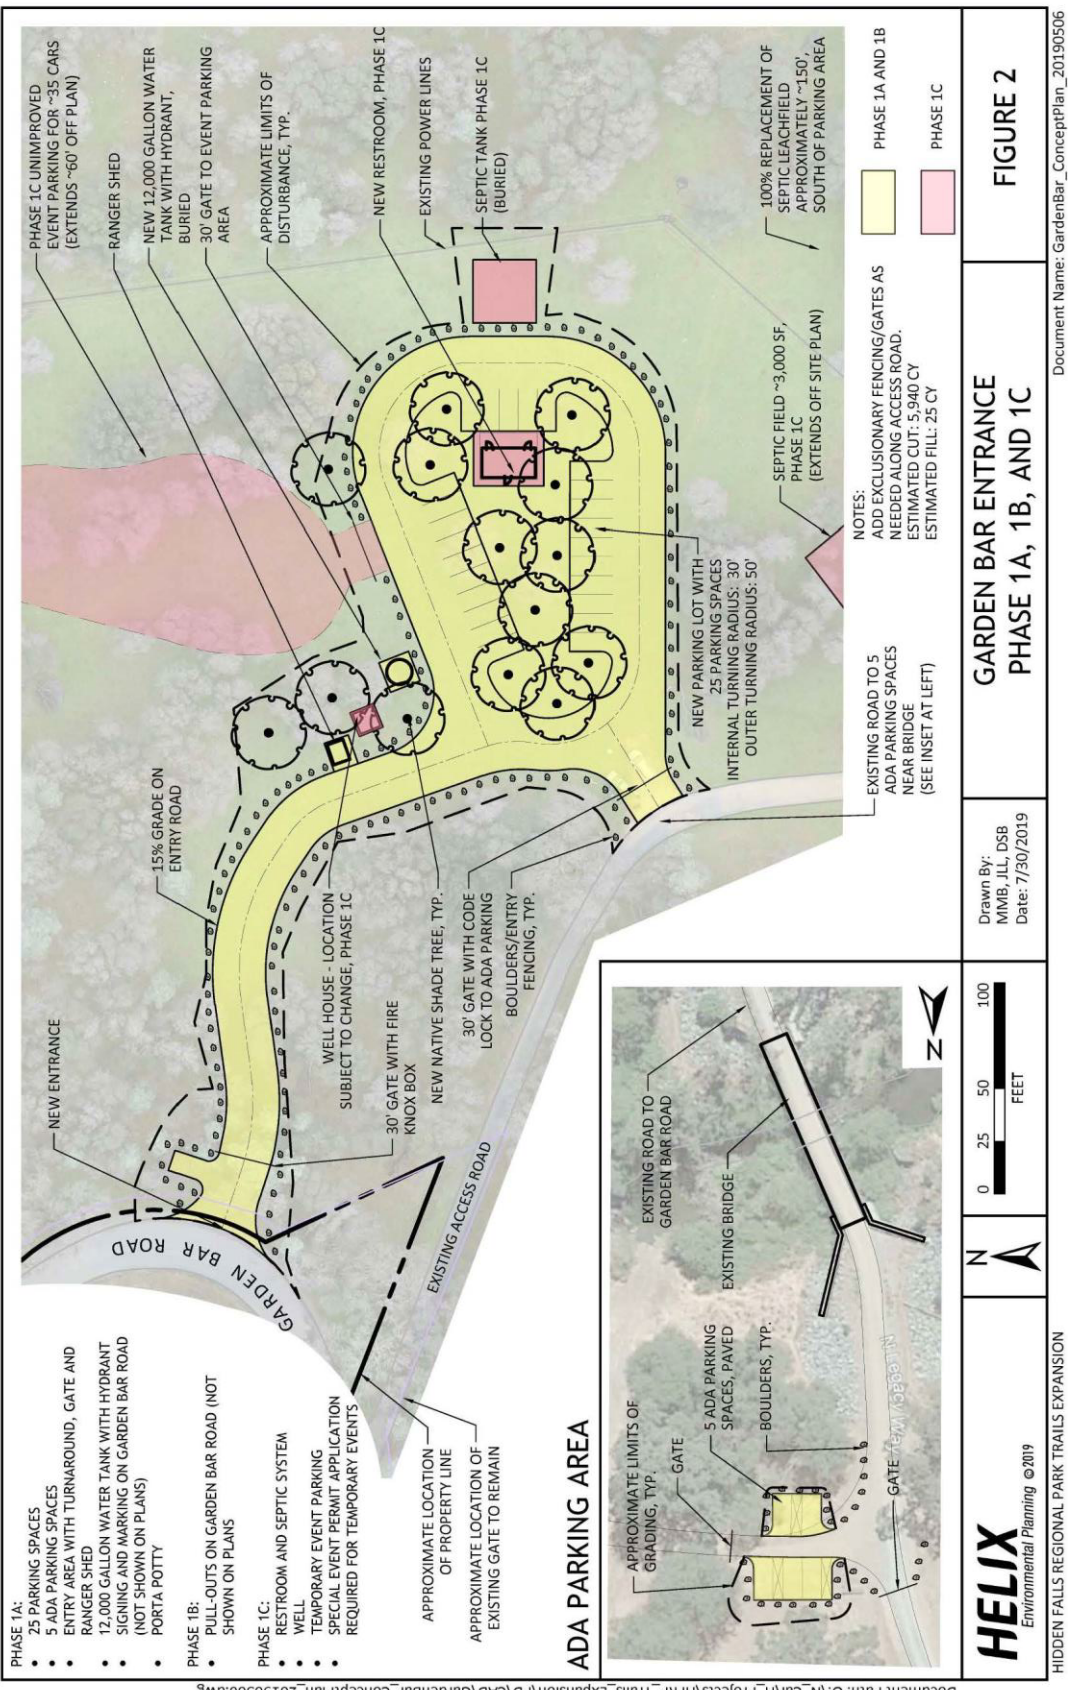 PHASE 1A:
• 25 PARKING SPACES
• 5 ADA PARKING SPACES
• ENTRY AREA WITH TURNAROUND, GATE AND
RANGER SHED
• 12,000 GALLON WATER TANK WITH HYDRANT
• SIGNING AND MARKING ON GARDEN BAR ROAD
(NOT SHOWN ON PLANS)
• PORTA POTTY
PHASE 1B:
• PULL-OUTS ON GARDEN BAR ROAD (NOT
SHOWN ON PLANS
PHASE 1C:
• RESTROOM AND SEPTIC SYSTEM
• WELL
• TEMPORARY EVENT PARKING
• SPECIAL EVENT PERMIT APPLICATION
REQUIRED FOR TEMPORARY EVENTS
NEW ENTRANCE
GARDEN BAR ROAD
15% GRADE ON
ENTRY ROAD
PHASE 1C UNIMPROVED
EVENT PARKING FOR ~35 CARS
(EXTENDS ~60' OFF PLAN)
RANGER SHED
NEW 12,000 GALLON WATER
TANK WITH HYDRANT,
BURIED
30' GATE TO EVENT PARKING
AREA
APPROXIMATE LIMITS OF
DISTURBANCE, TYP.
NEW RESTROOM, PHASE 1C
EXISTING POWER LINES
SEPTIC TANK PHASE 1C
(BURIED)
WELL HOUSE - LOCATION
SUBJECT TO CHANGE, PHASE 1C
30' GATE WITH FIRE
KNOX BOX
NEW NATIVE SHADE TREE, TYP.
30' GATE WITH CODE
LOCK TO ADA PARKING
BOULDERS/ENTRY
FENCING, TYP.
EXISTING ACCESS ROAD
APPROXIMATE LOCATION
OF PROPERTY LINE
APPROXIMATE LOCATION OF
EXISTING GATE TO REMAIN
NEW PARKING LOT WITH
25 PARKING SPACES
INTERNAL TURNING RADIUS: 30'
OUTER TURNING RADIUS: 50'
SEPTIC FIELD ~3,000 SF,
PHASE 1C
(EXTENDS OFF SITE PLAN)
100% REPLACEMENT OF
SEPTIC LEACHFIELD
APPROXIMATELY ~150',
SOUTH OF PARKING AREA
EXISTING ROAD TO 5
ADA PARKING SPACES
NEAR BRIDGE
(SEE INSET AT LEFT)
NOTES:
ADD EXCLUSIONARY FENCING/GATES AS
NEEDED ALONG ACCESS ROAD.
ESTIMATED CUT: 5,940 CY
ESTIMATED FILL: 25 CY
PHASE 1A AND 1B
PHASE 1C
ADA PARKING AREA
APPROXIMATE LIMITS OF
GRADING, TYP.
GATE
5 ADA PARKING
SPACES, PAVED
BOULDERS, TYP.
EXISTING BRIDGE
EXISTING ROAD TO
GARDEN BAR ROAD
GATE
N Legacy Way
N
HELIX
Environmental Planning ©2019
N
0 25 50 100
FEET
Drawn By:
MMB, JLL, DSB
Date: 7/30/2019
GARDEN BAR ENTRANCE
PHASE 1A, 1B, AND 1C
FIGURE 2
HIDDEN FALLS REGIONAL PARK TRAILS EXPANSION
Document Name: GardenBar_ConceptPlan_20190506